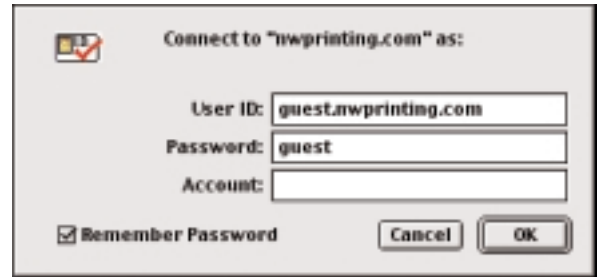 Connect to "nwprinting.com" as:
User ID: guest.nwprinting.com
Password: guest
Account:
Remember Password
Cancel OK